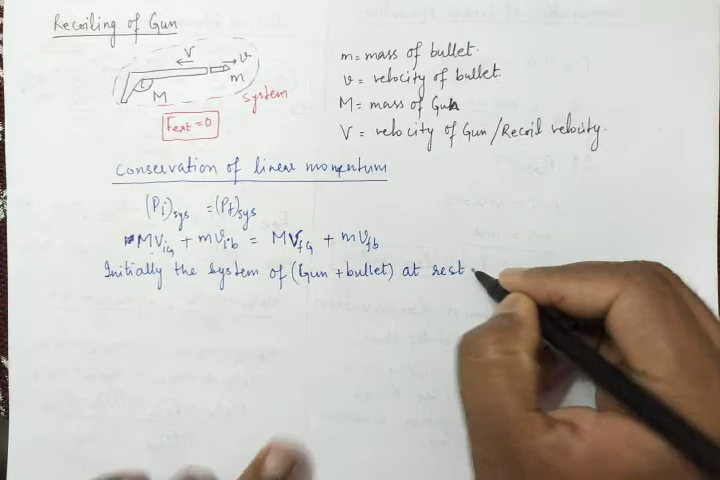 Recoiling of Gun
V
v
m
M
system
Fext = 0
m = mass of bullet.
v = velocity of bullet.
M = mass of Gun
V = velocity of Gun / Recoil velocity.
Conservation of linear momentum
(Pi)sys = (Pf)sys
MViG + mvib = MVfG + mvfb
Initially the system of (Gun + bullet) at rest